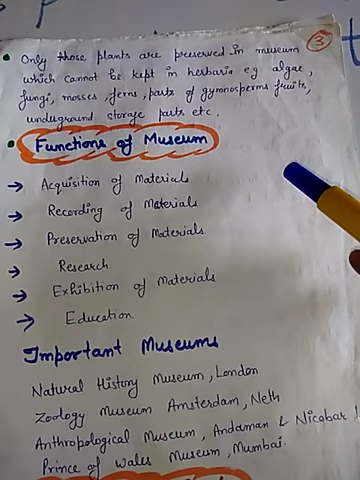 3
• Only those plants are preserved in museum
which cannot be kept in herbaria eg algae,
fungi, mosses, ferns, parts of gymnosperms fruits,
underground storage parts etc.
• Functions of Museum
→ Acquisition of Materials
→ Recording of Materials
→ Preservation of Materials.
→ Research.
→ Exhibition of Materials
→ Education.
Important Museums
Natural History Museum, London
Zoology Museum Amsterdam, Neth
Anthropological Museum, Andaman & Nicobar
Prince of Wales Museum, Mumbai.